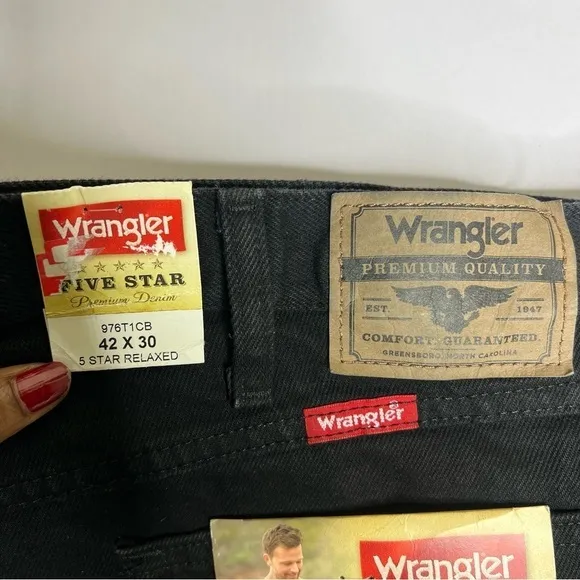 Wrangler
FIVE STAR
Premium Denim
976T1CB
42 X 30
5 STAR RELAXED
Wrangler
PREMIUM QUALITY
EST. 1947
COMFORT. GUARANTEED.
GREENSBORO, NORTH CAROLINA
Wrangler®
Wrangler